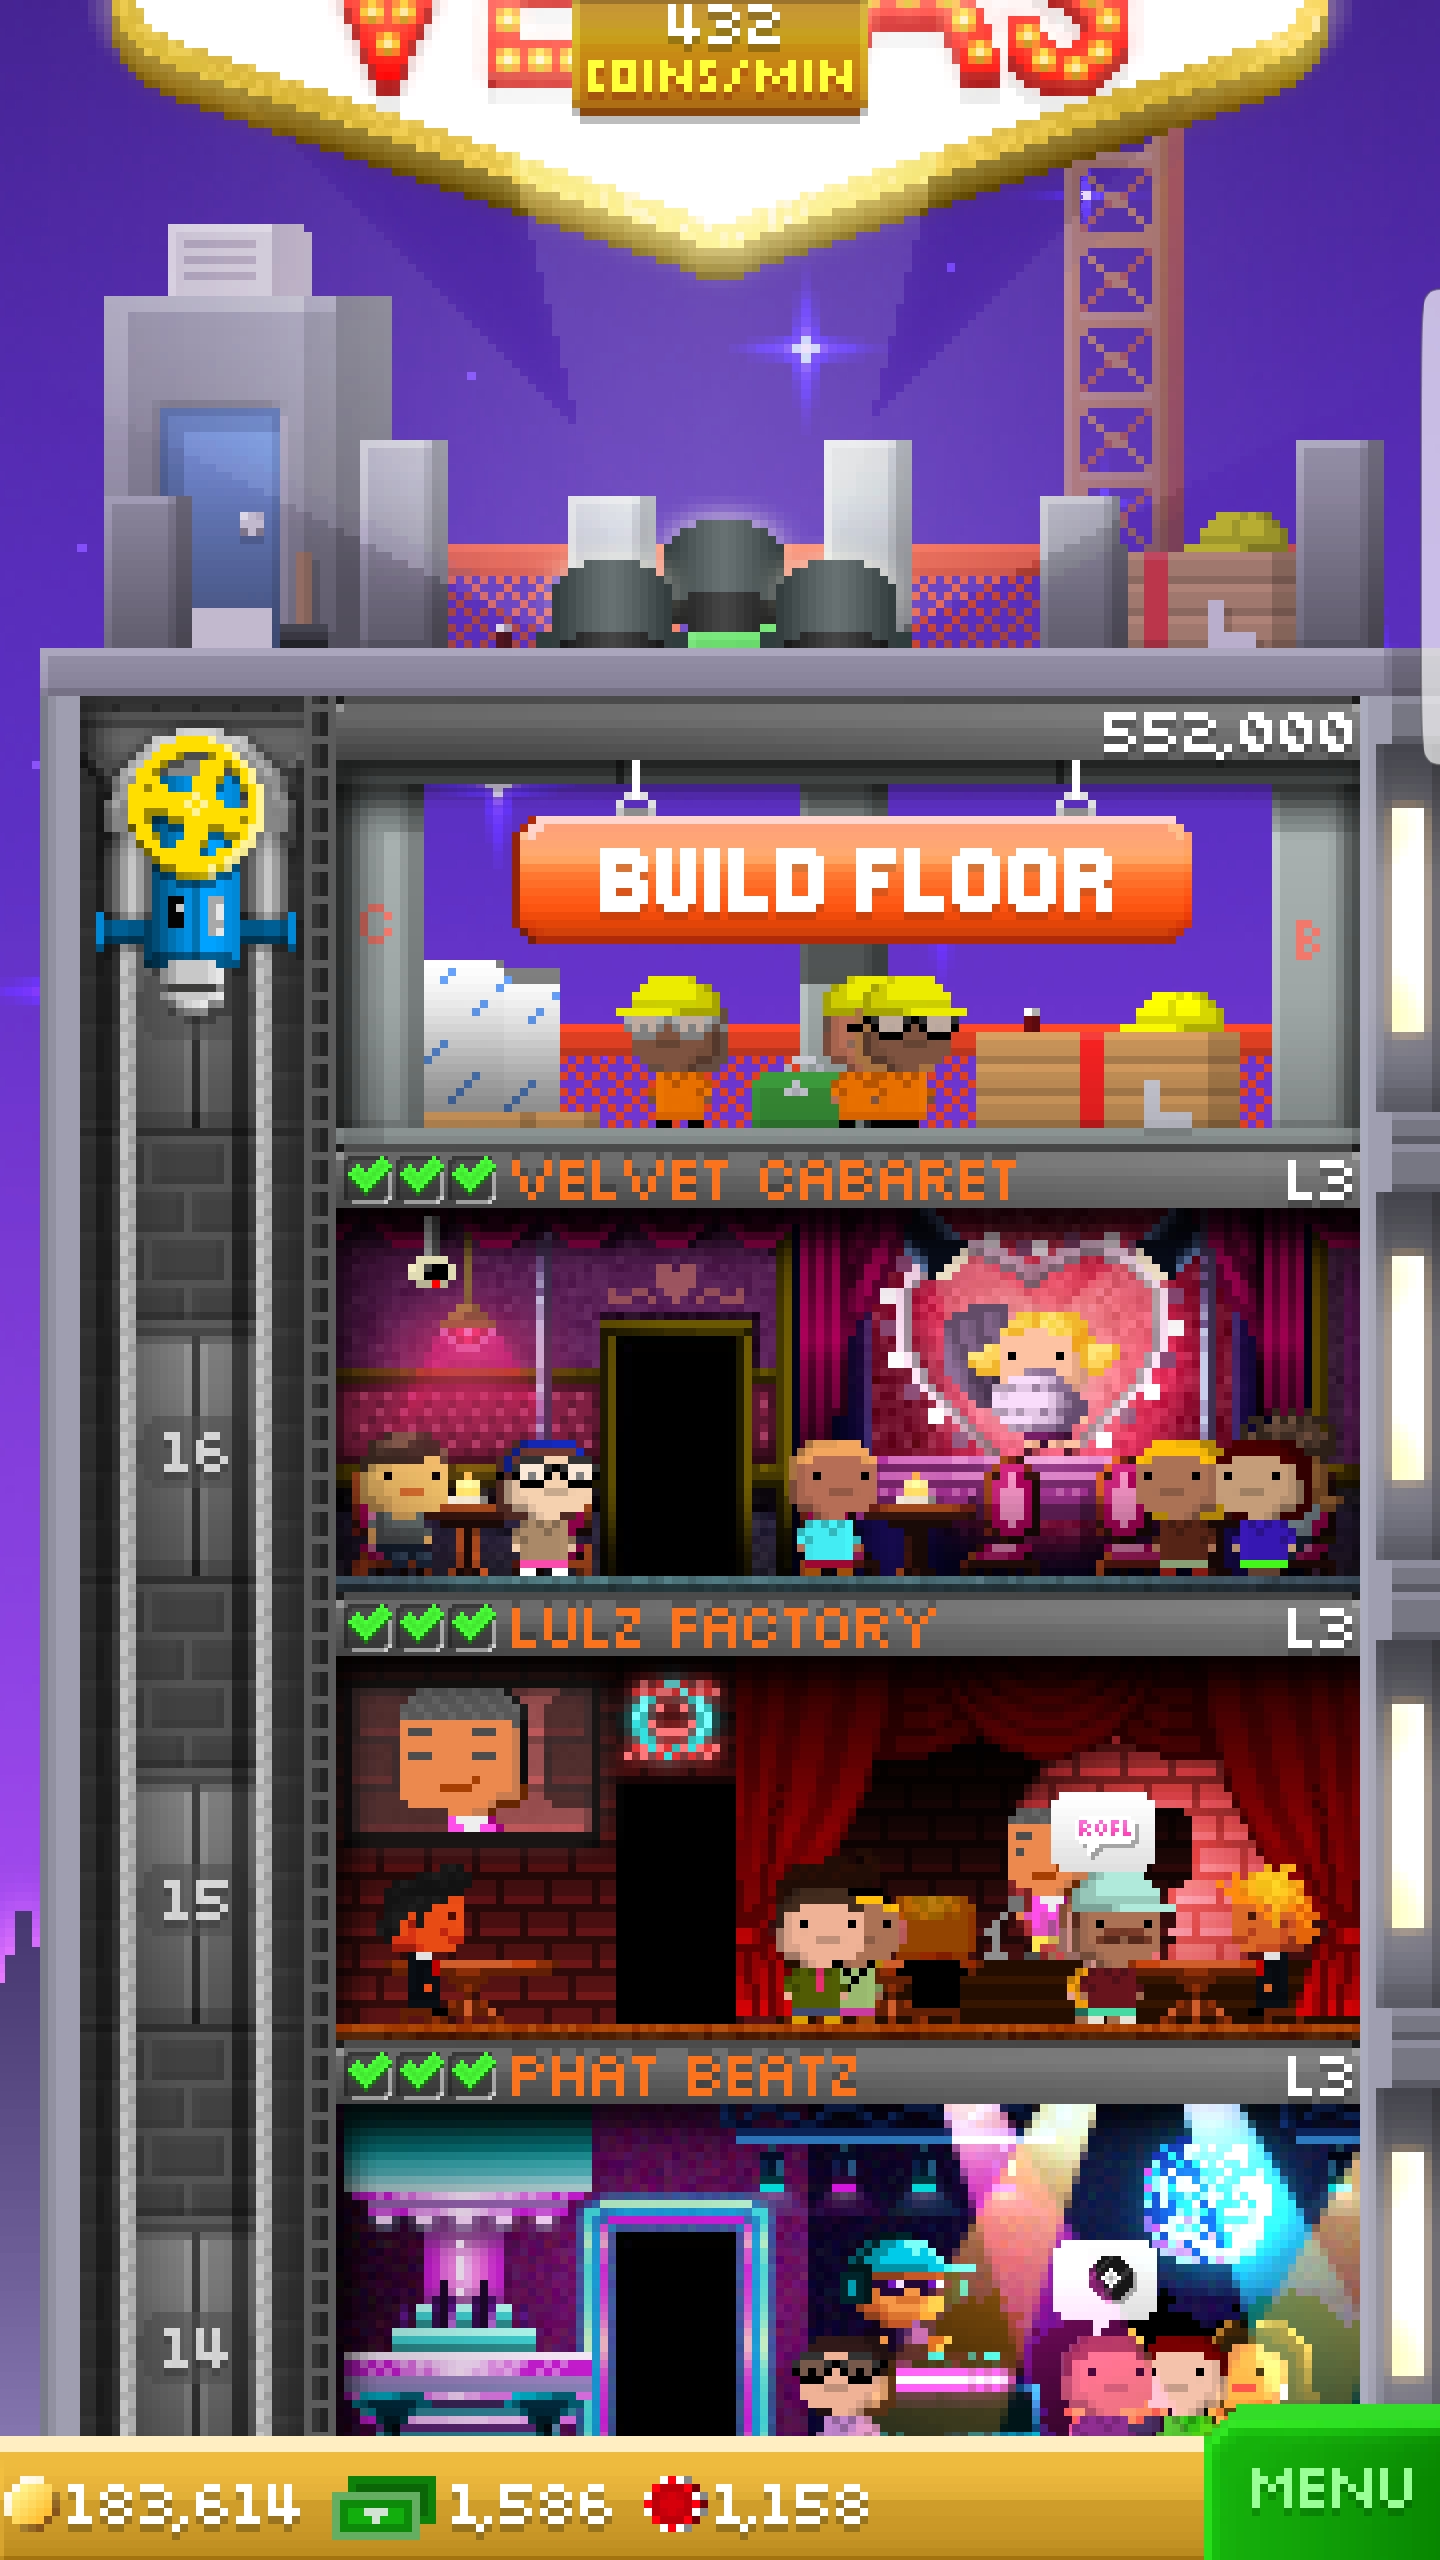 VEGAS
432
COINS/MIN
552,000
BUILD FLOOR
C
B
VELVET CABARET L3
16
LULZ FACTORY L3
ROFL
15
PHAT BEATZ L3
14
183,614 1,586 1,158
MENU